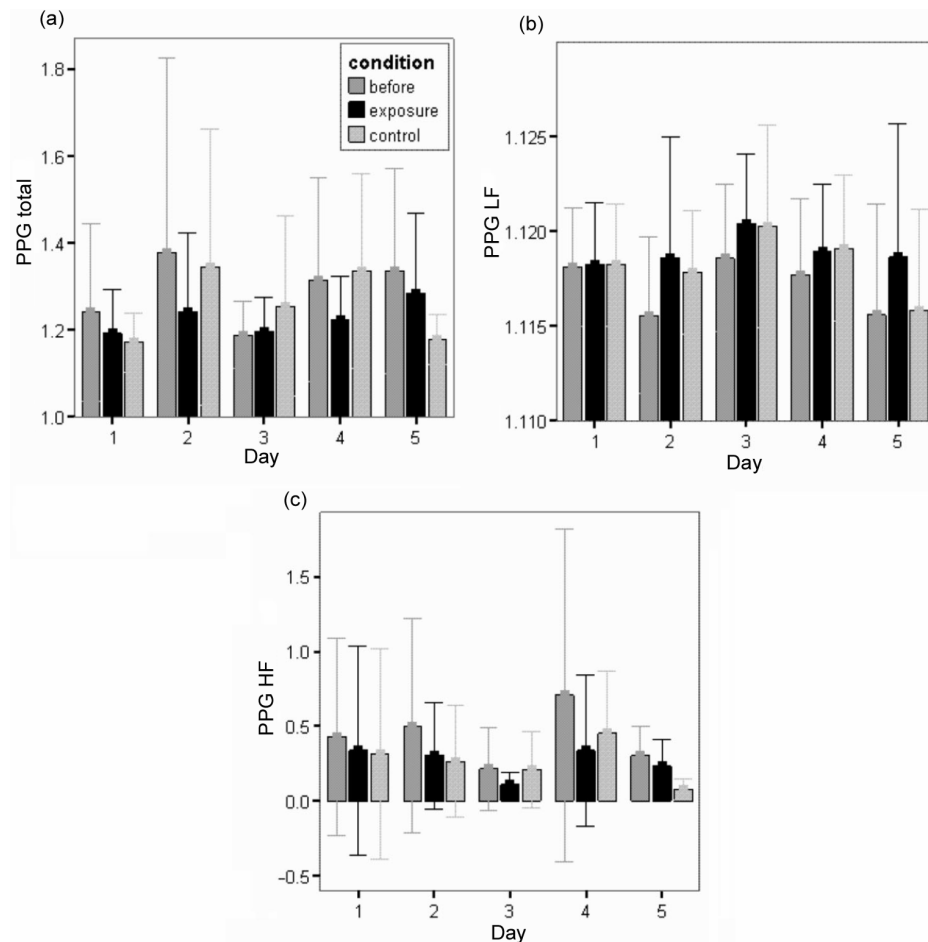 (a)
PPG total
1.8
1.6
1.4
1.2
1.0
condition
before
exposure
control
1 2 3 4 5
Day
(b)
PPG LF
1.125
1.120
1.115
1.110
1 2 3 4 5
Day
(c)
PPG HF
1.5
1.0
0.5
0.0
-0.5
1 2 3 4 5
Day